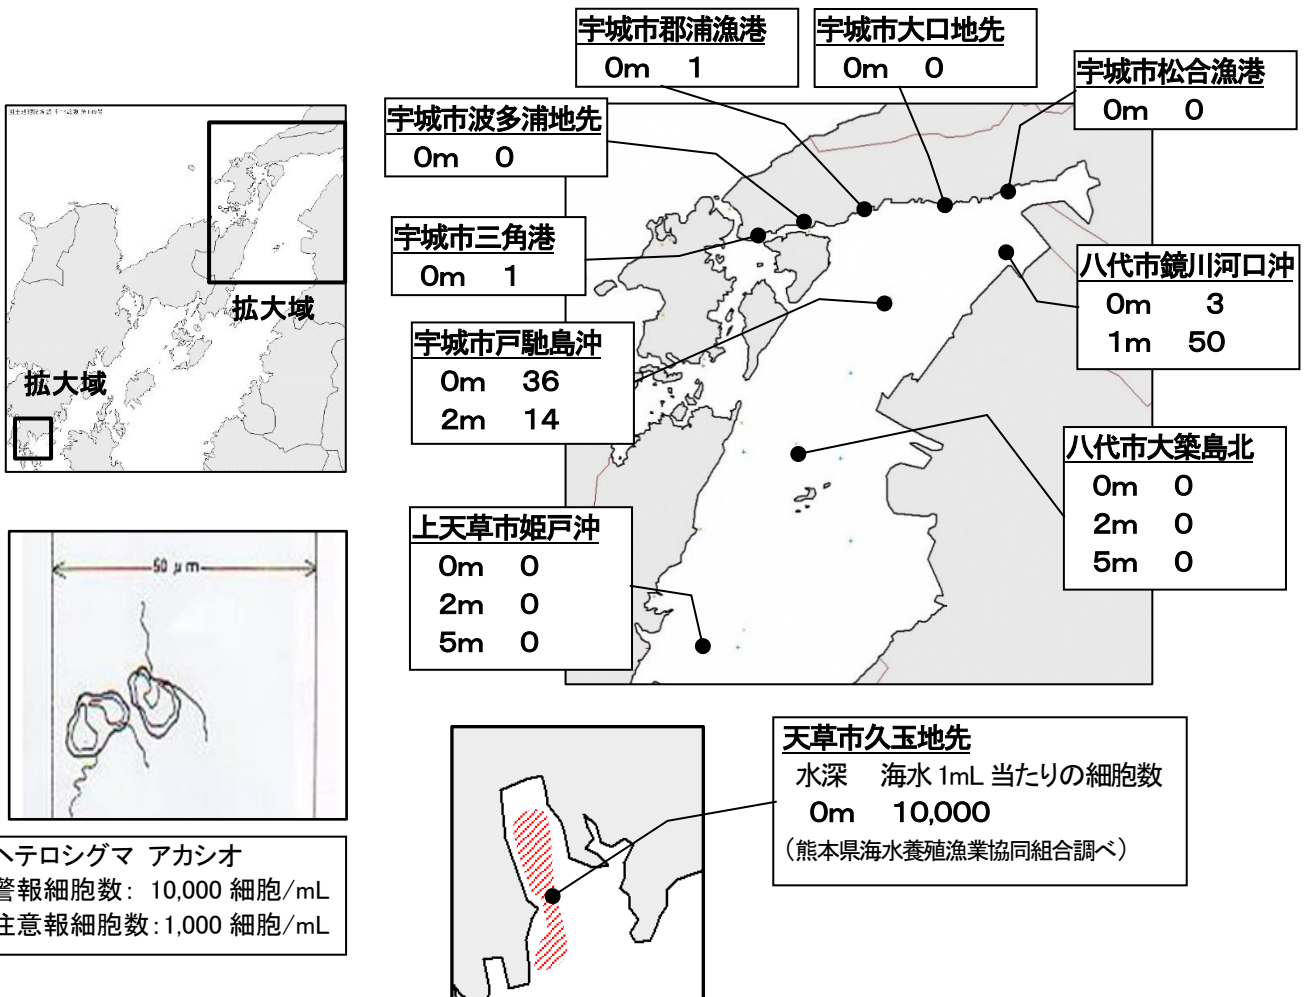 宇城市郡浦漁港
0m 1
宇城市大口地先
0m 0
宇城市松合漁港
0m 0
宇城市波多浦地先
0m 0
宇城市三角港
0m 1
八代市鏡川河口沖
0m 3
1m 50
宇城市戸馳島沖
0m 36
2m 14
八代市大築島北
0m 0
2m 0
5m 0
上天草市姫戸沖
0m 0
2m 0
5m 0
拡大域
拡大域
50 μm
ヘテロシグマ アカシオ
警報細胞数: 10,000 細胞/mL
注意報細胞数:1,000 細胞/mL
天草市久玉地先
水深 海水 1mL 当たりの細胞数
0m 10,000
(熊本県海水養殖漁業協同組合調べ)